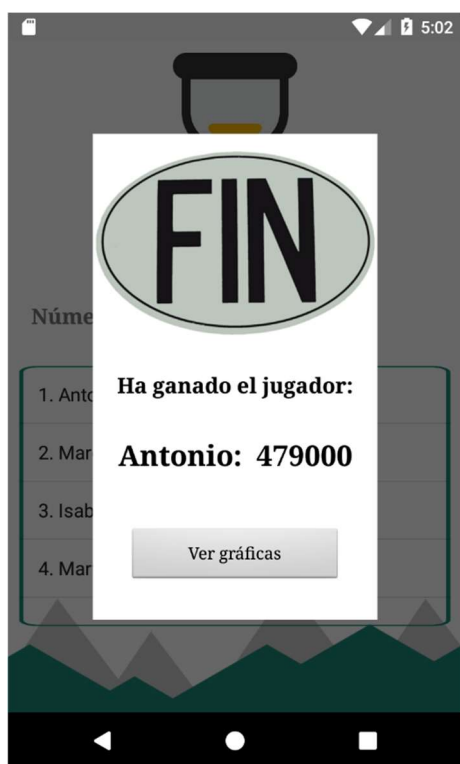 5:02
FIN
Núme
Ha ganado el jugador:
1. Anto
Antonio: 479000
2. Mar
3. Isab
Ver gráficas
4. Mar